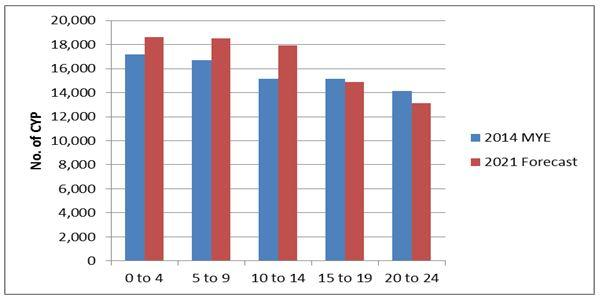 20,000
18,000
16,000
14,000
12,000
10,000
8,000
6,000
4,000
2,000
0
No. of CYP
0 to 4 5 to 9 10 to 14 15 to 19 20 to 24
2014 MYE
2021 Forecast